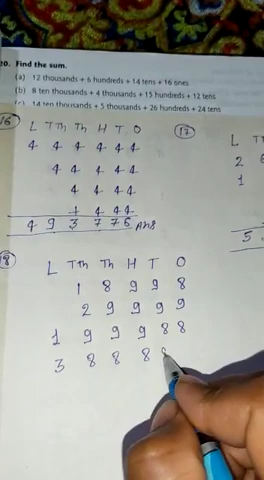 20. Find the sum.
(a) 12 thousands + 6 hundreds + 14 tens + 16 ones
(b) 8 ten thousands + 4 thousands + 15 hundreds + 12 tens
(c) 14 ten thousands + 5 thousands + 26 hundreds + 24 tens
16
L TTh Th H T O
4 4 4 4 4 4
4 4 4 4 4
4 4 4 4
1 4 44
4 9 3 7 7 6 Ans
17
L
2
1
5
18
L TTh Th H T O
1 8 9 9 8
2 9 9 9 9
1 9 9 9 8 8
3 8 8 8